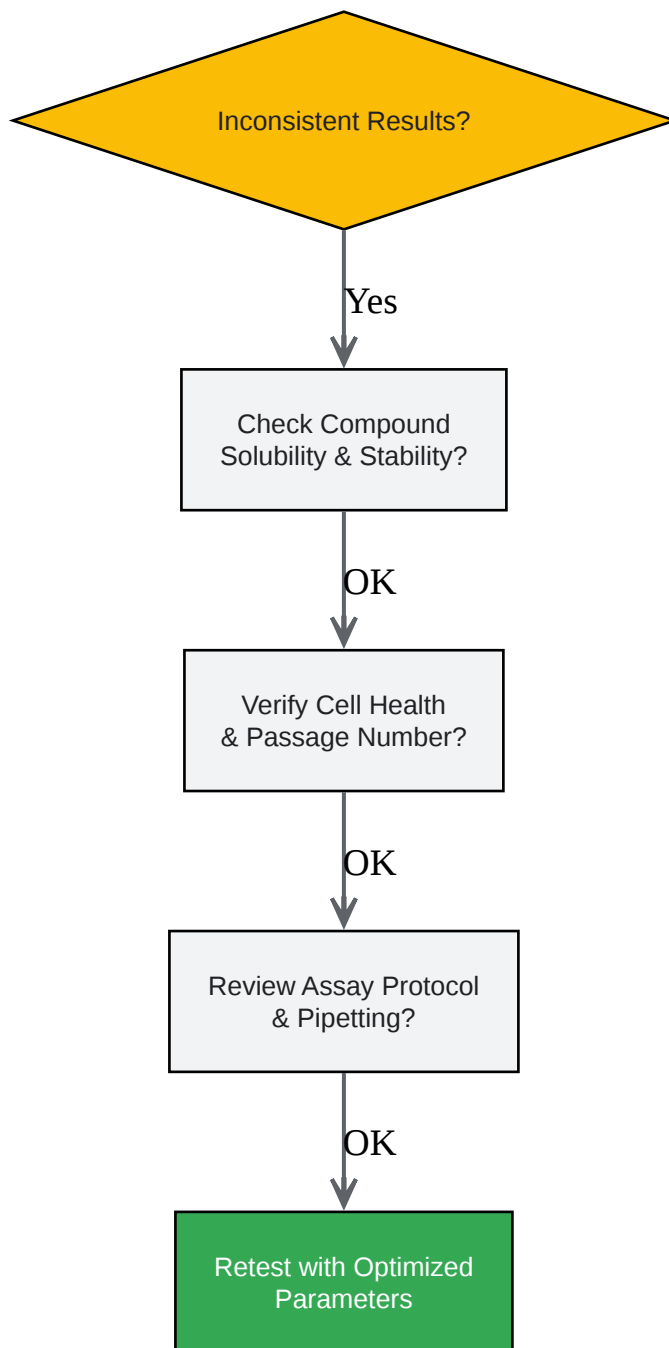 Inconsistent Results?
Yes
Check Compound
Solubility & Stability?
OK
Verify Cell Health
& Passage Number?
OK
Review Assay Protocol
& Pipetting?
OK
Retest with Optimized
Parameters